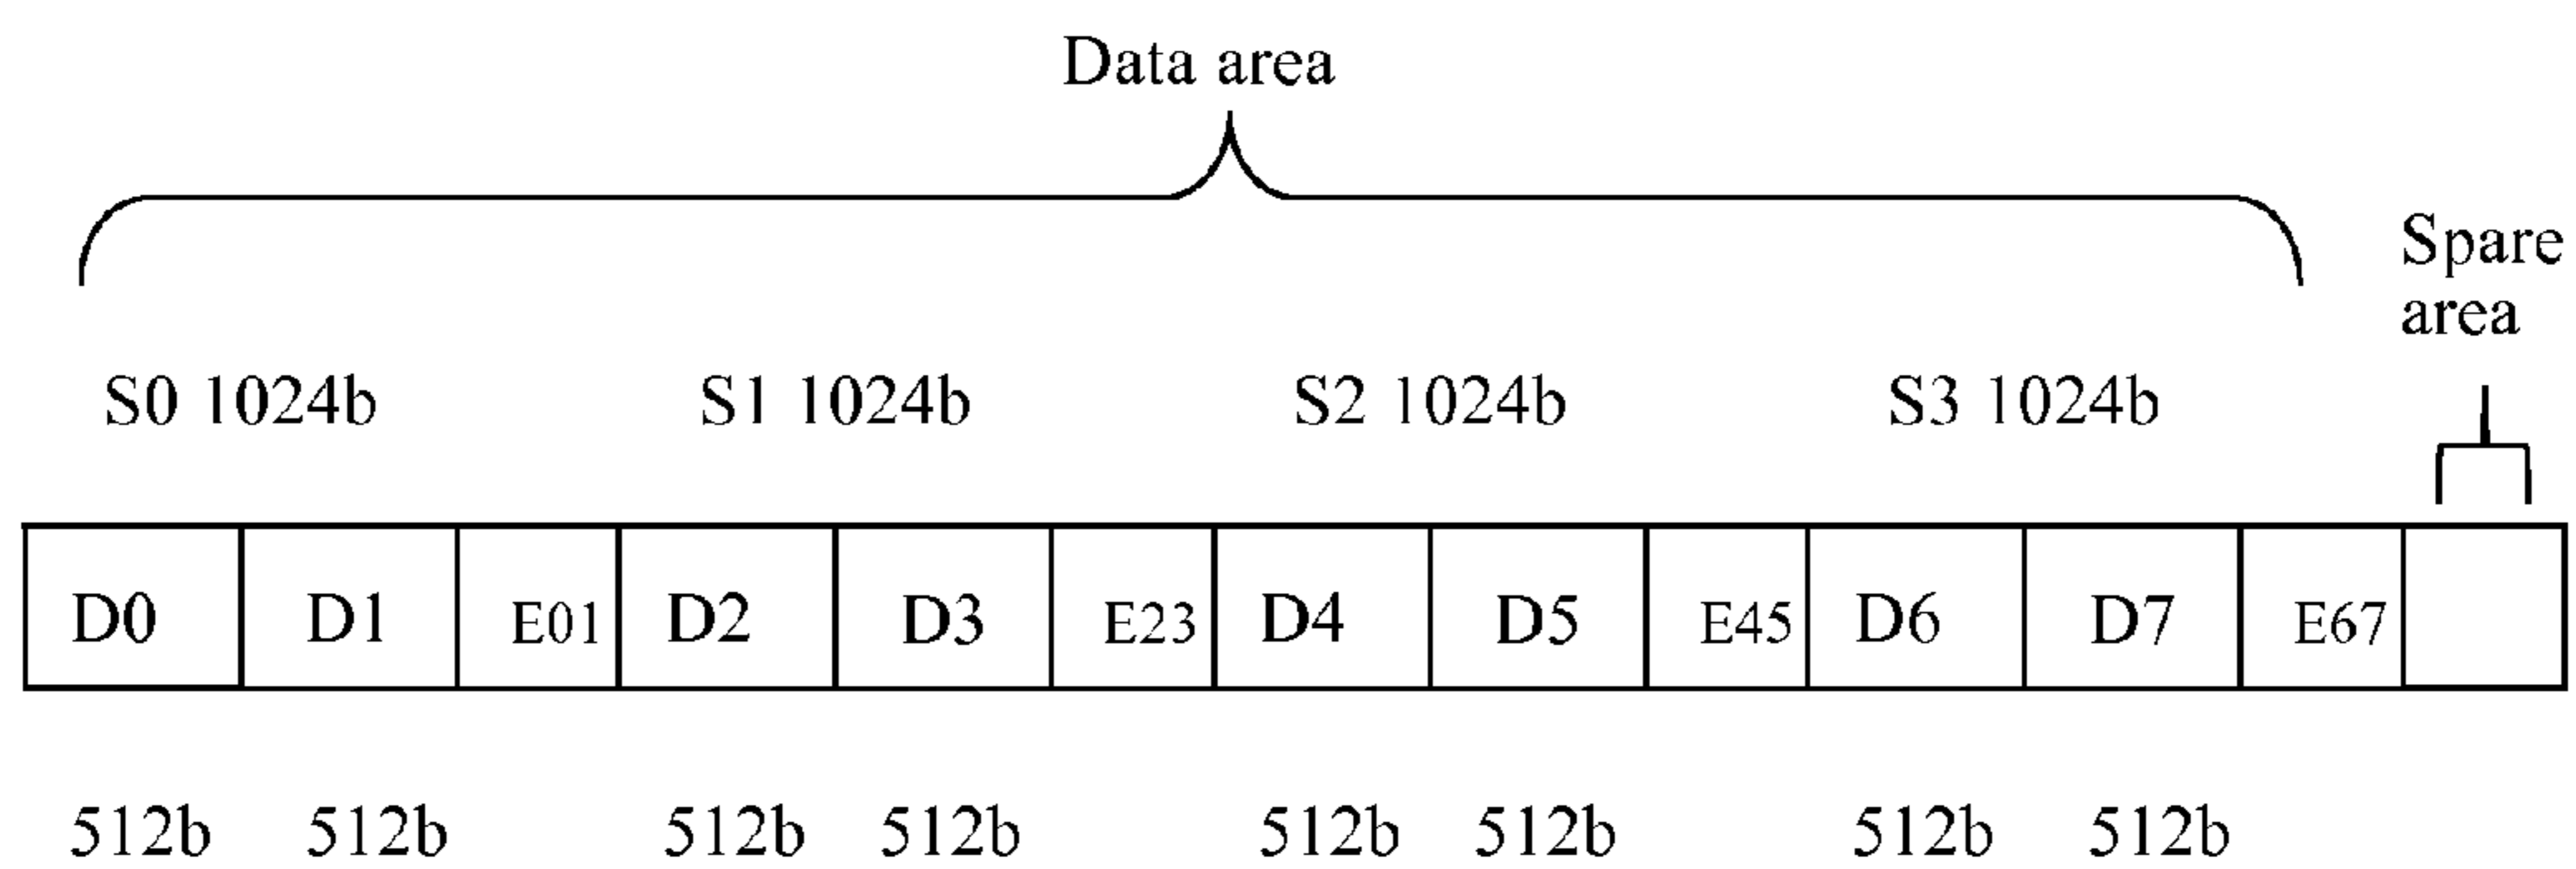 Data area
Spare
area
S0 1024b S1 1024b S2 1024b S3 1024b
D0 D1 E01 D2 D3 E23 D4 D5 E45 D6 D7 E67
512b 512b 512b 512b 512b 512b 512b 512b